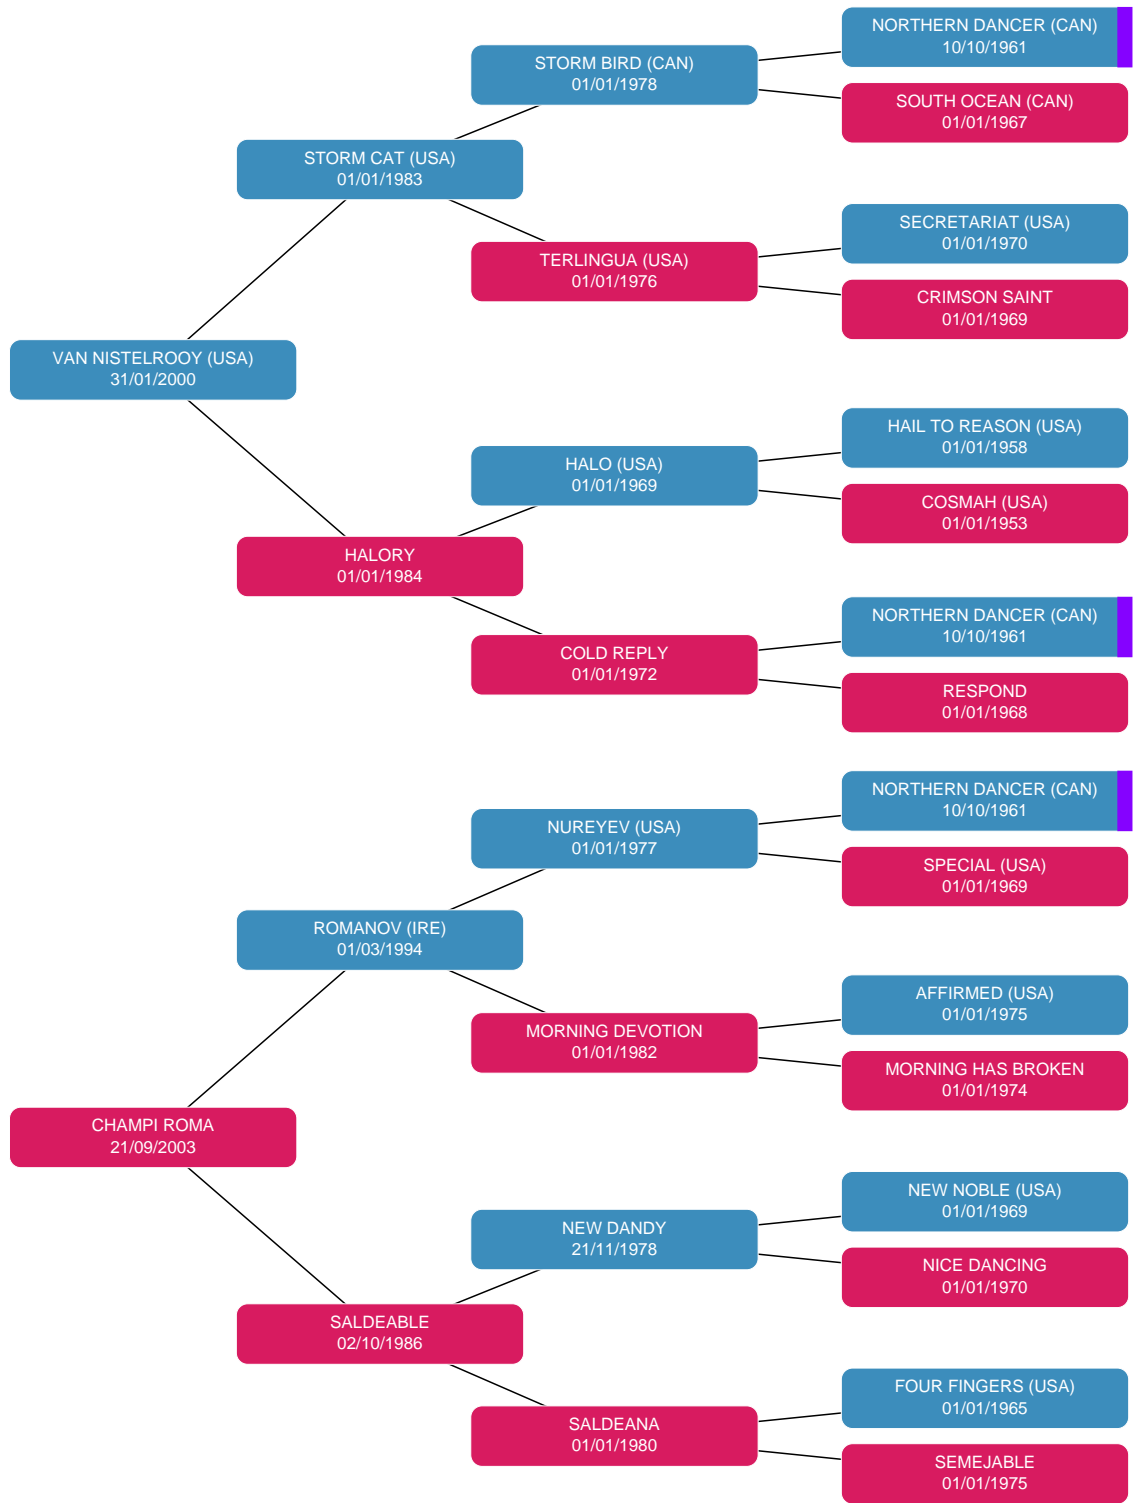 NORTHERN DANCER (CAN)
10/10/1961
STORM BIRD (CAN)
01/01/1978
SOUTH OCEAN (CAN)
01/01/1967
STORM CAT (USA)
01/01/1983
SECRETARIAT (USA)
01/01/1970
TERLINGUA (USA)
01/01/1976
CRIMSON SAINT
01/01/1969
VAN NISTELROOY (USA)
31/01/2000
HAIL TO REASON (USA)
01/01/1958
HALO (USA)
01/01/1969
COSMAH (USA)
01/01/1953
HALORY
01/01/1984
NORTHERN DANCER (CAN)
10/10/1961
COLD REPLY
01/01/1972
RESPOND
01/01/1968
NORTHERN DANCER (CAN)
10/10/1961
NUREYEV (USA)
01/01/1977
SPECIAL (USA)
01/01/1969
ROMANOV (IRE)
01/03/1994
AFFIRMED (USA)
01/01/1975
MORNING DEVOTION
01/01/1982
MORNING HAS BROKEN
01/01/1974
CHAMPI ROMA
21/09/2003
NEW NOBLE (USA)
01/01/1969
NEW DANDY
21/11/1978
NICE DANCING
01/01/1970
SALDEABLE
02/10/1986
FOUR FINGERS (USA)
01/01/1965
SALDEANA
01/01/1980
SEMEJABLE
01/01/1975